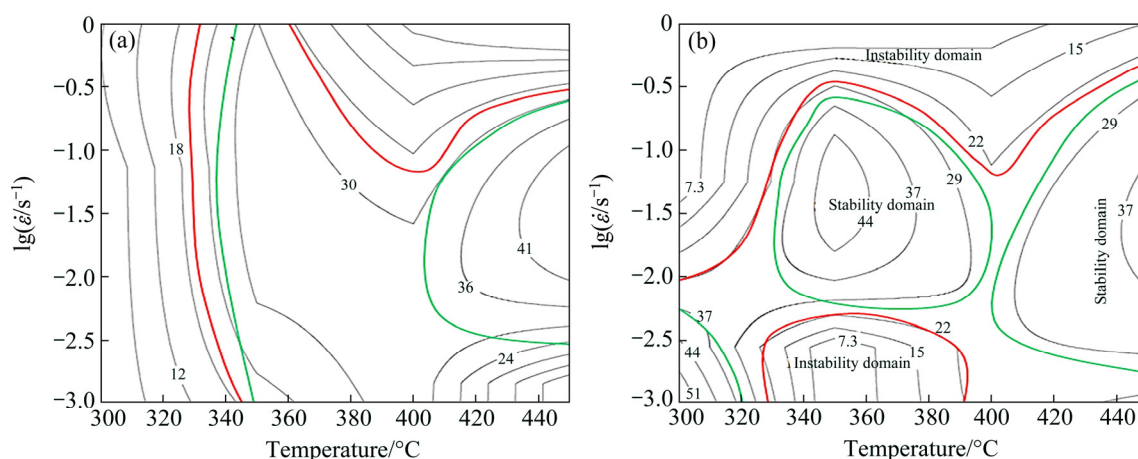 (a)
0
−0.5
−1.0
−1.5
−2.0
−2.5
−3.0
lg(ε̇/s⁻¹)
18
30
41
36
24
12
300 320 340 360 380 400 420 440
Temperature/°C
(b)
0
−0.5
−1.0
−1.5
−2.0
−2.5
−3.0
lg(ε̇/s⁻¹)
Instability domain
15
22
29
7.3
29
37
Stability domain
44
37
Stability domain
37
44
51
22
7.3
15
Instability domain
300 320 340 360 380 400 420 440
Temperature/°C